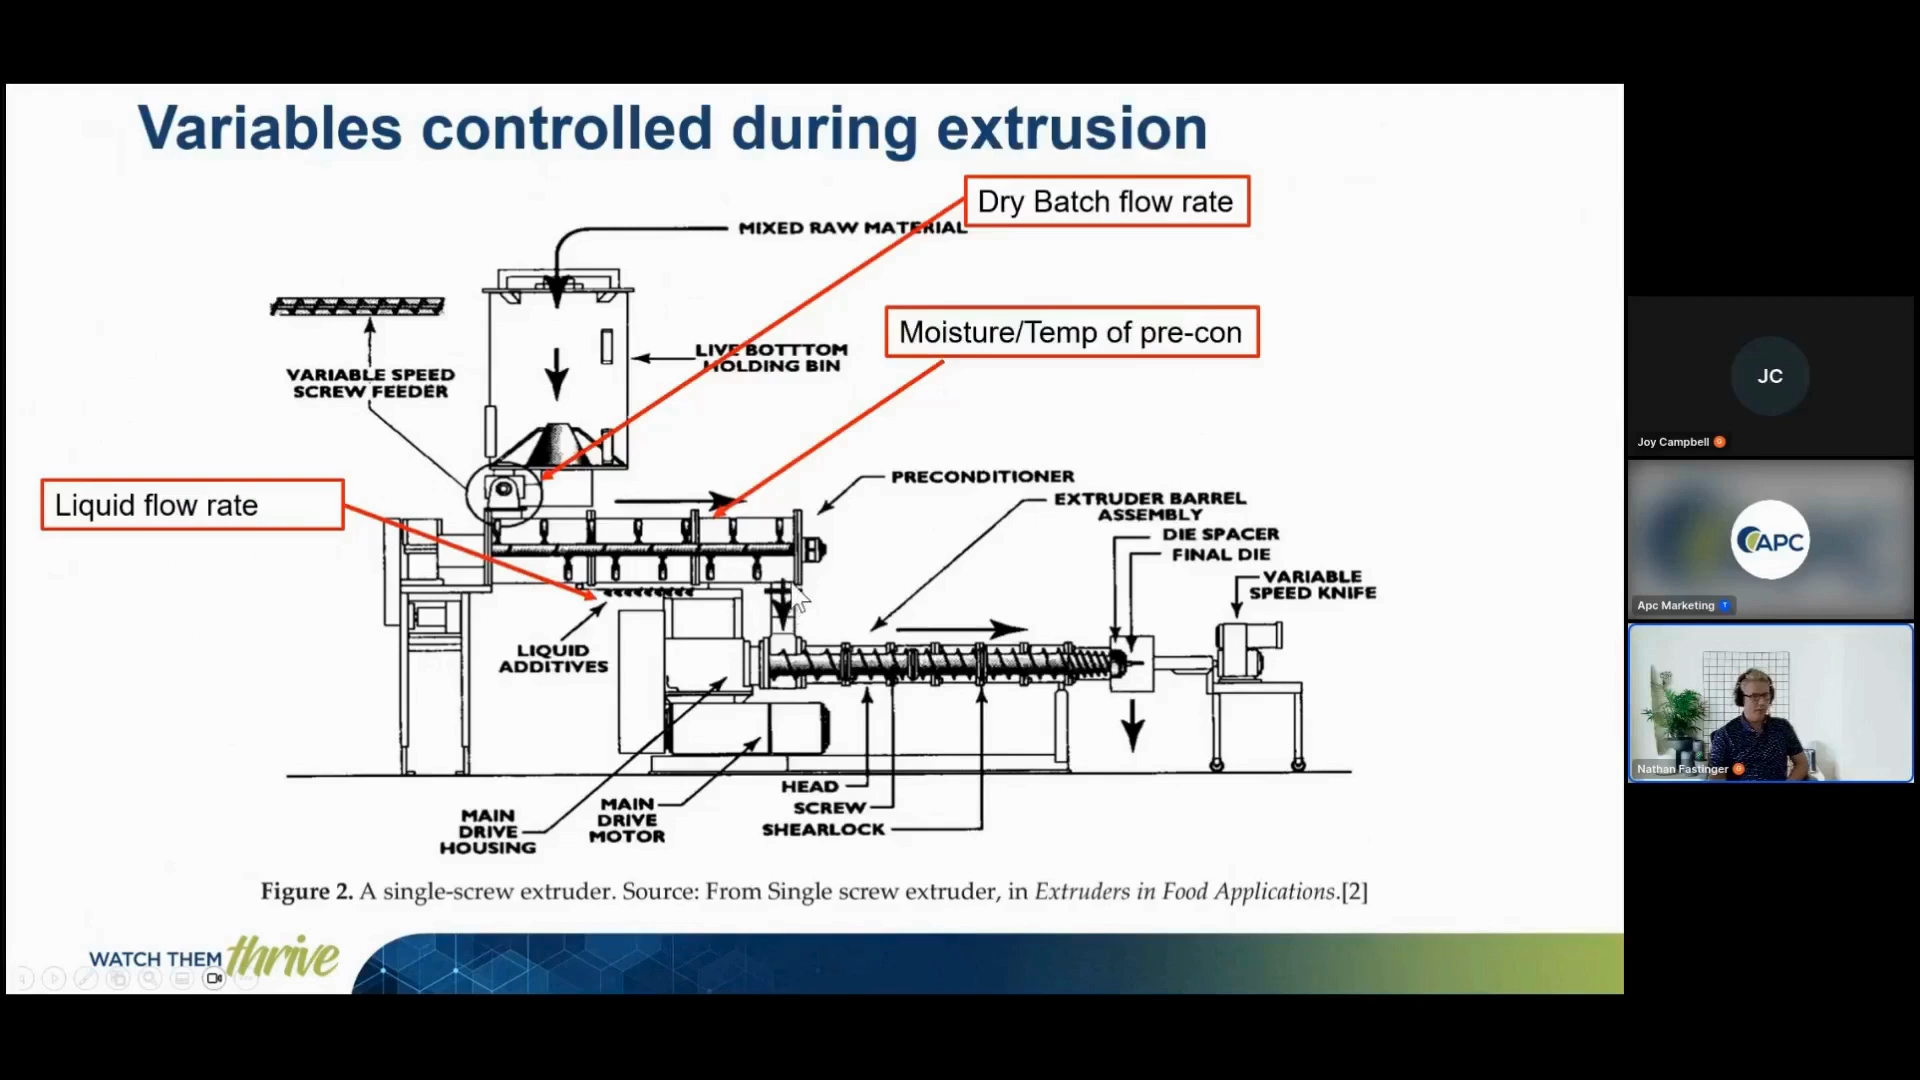 Variables controlled during extrusion
Dry Batch flow rate
MIXED RAW MATERIAL
Moisture/Temp of pre-con
LIVE BOTTTOM
HOLDING BIN
VARIABLE SPEED
SCREW FEEDER
Liquid flow rate
PRECONDITIONER
EXTRUDER BARREL
ASSEMBLY
DIE SPACER
FINAL DIE
VARIABLE
SPEED KNIFE
LIQUID
ADDITIVES
HEAD
SCREW
SHEARLOCK
MAIN
DRIVE
MOTOR
MAIN
DRIVE
HOUSING
Figure 2. A single-screw extruder. Source: From Single screw extruder, in Extruders in Food Applications.[2]
WATCH THEM thrive
JC
Joy Campbell
APC
Apc Marketing
Nathan Fastinger